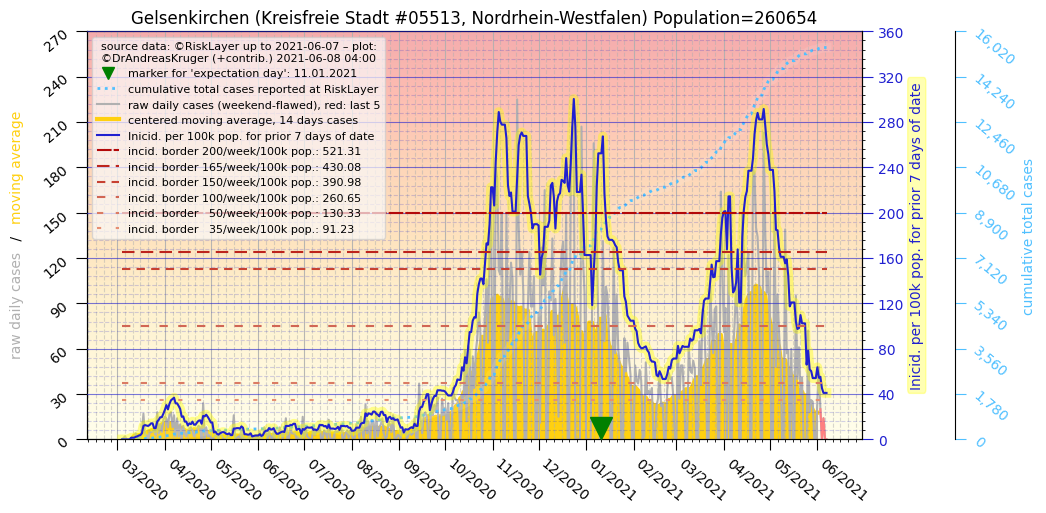 Gelsenkirchen (Kreisfreie Stadt #05513, Nordrhein-Westfalen) Population=260654
source data: ©RiskLayer up to 2021-06-07 – plot:
©DrAndreasKruger (+contrib.) 2021-06-08 04:00
marker for 'expectation day': 11.01.2021
cumulative total cases reported at RiskLayer
raw daily cases (weekend-flawed), red: last 5
centered moving average, 14 days cases
Inicid. per 100k pop. for prior 7 days of date
incid. border 200/week/100k pop.: 521.31
incid. border 165/week/100k pop.: 430.08
incid. border 150/week/100k pop.: 390.98
incid. border 100/week/100k pop.: 260.65
incid. border   50/week/100k pop.: 130.33
incid. border   35/week/100k pop.: 91.23
raw daily cases   /   moving average
270
240
210
180
150
120
90
60
30
0
03/2020
04/2020
05/2020
06/2020
07/2020
08/2020
09/2020
10/2020
11/2020
12/2020
01/2021
02/2021
03/2021
04/2021
05/2021
06/2021
360
320
280
240
200
160
120
80
40
0
Inicid. per 100k pop. for prior 7 days of date
16,020
14,240
12,460
10,680
8,900
7,120
5,340
3,560
1,780
0
cumulative total cases